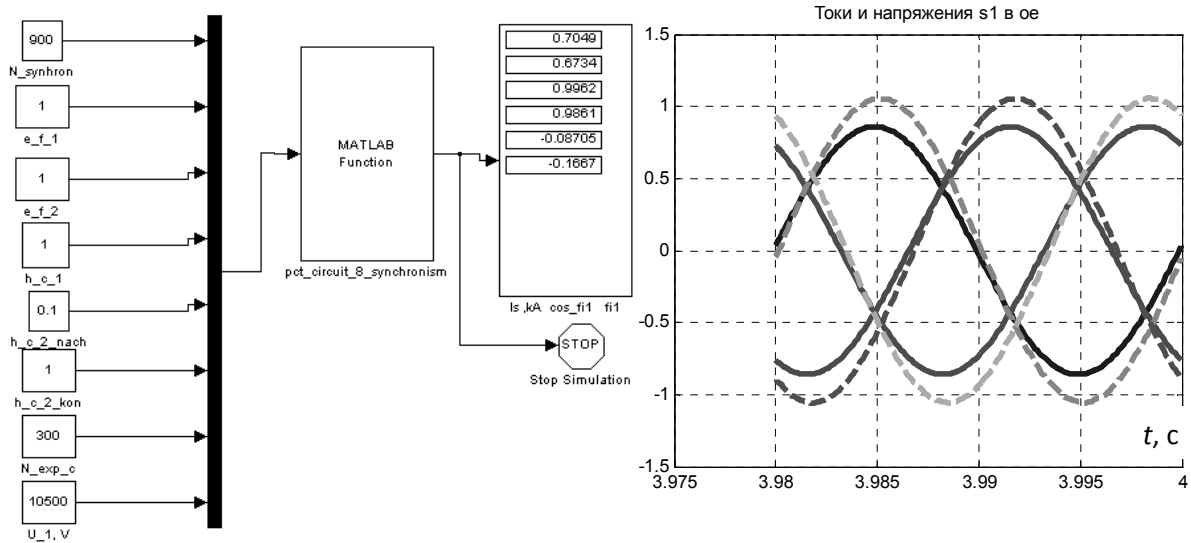 900
N_synhron
1
e_f_1
1
e_f_2
1
h_c_1
0.1
h_c_2_nach
1
h_c_2_kon
300
N_exp_c
10500
U_1, V
MATLAB
Function
pct_circuit_8_synchronism
0.7049
0.6734
0.9962
0.9861
-0.08705
-0.1667
Is ,kA cos_fi1 fi1
STOP
Stop Simulation
Токи и напряжения s1 в ое
1.5
1
0.5
0
-0.5
-1
-1.5
3.975
3.98
3.985
3.99
3.995
4
t, с